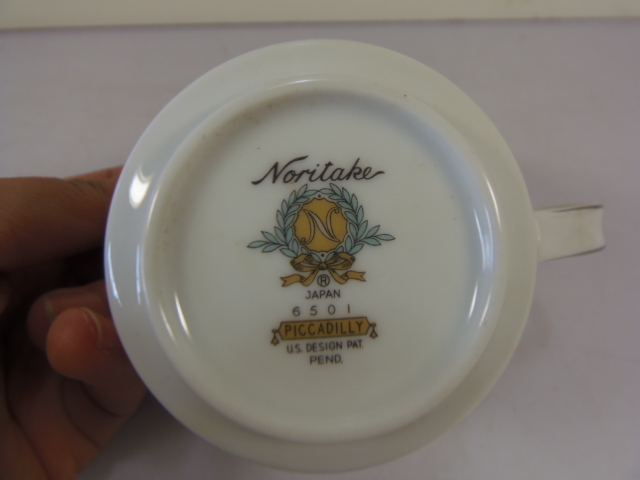 Noritake
N
®
JAPAN
6501
PICCADILLY
U.S. DESIGN PAT.
PEND.